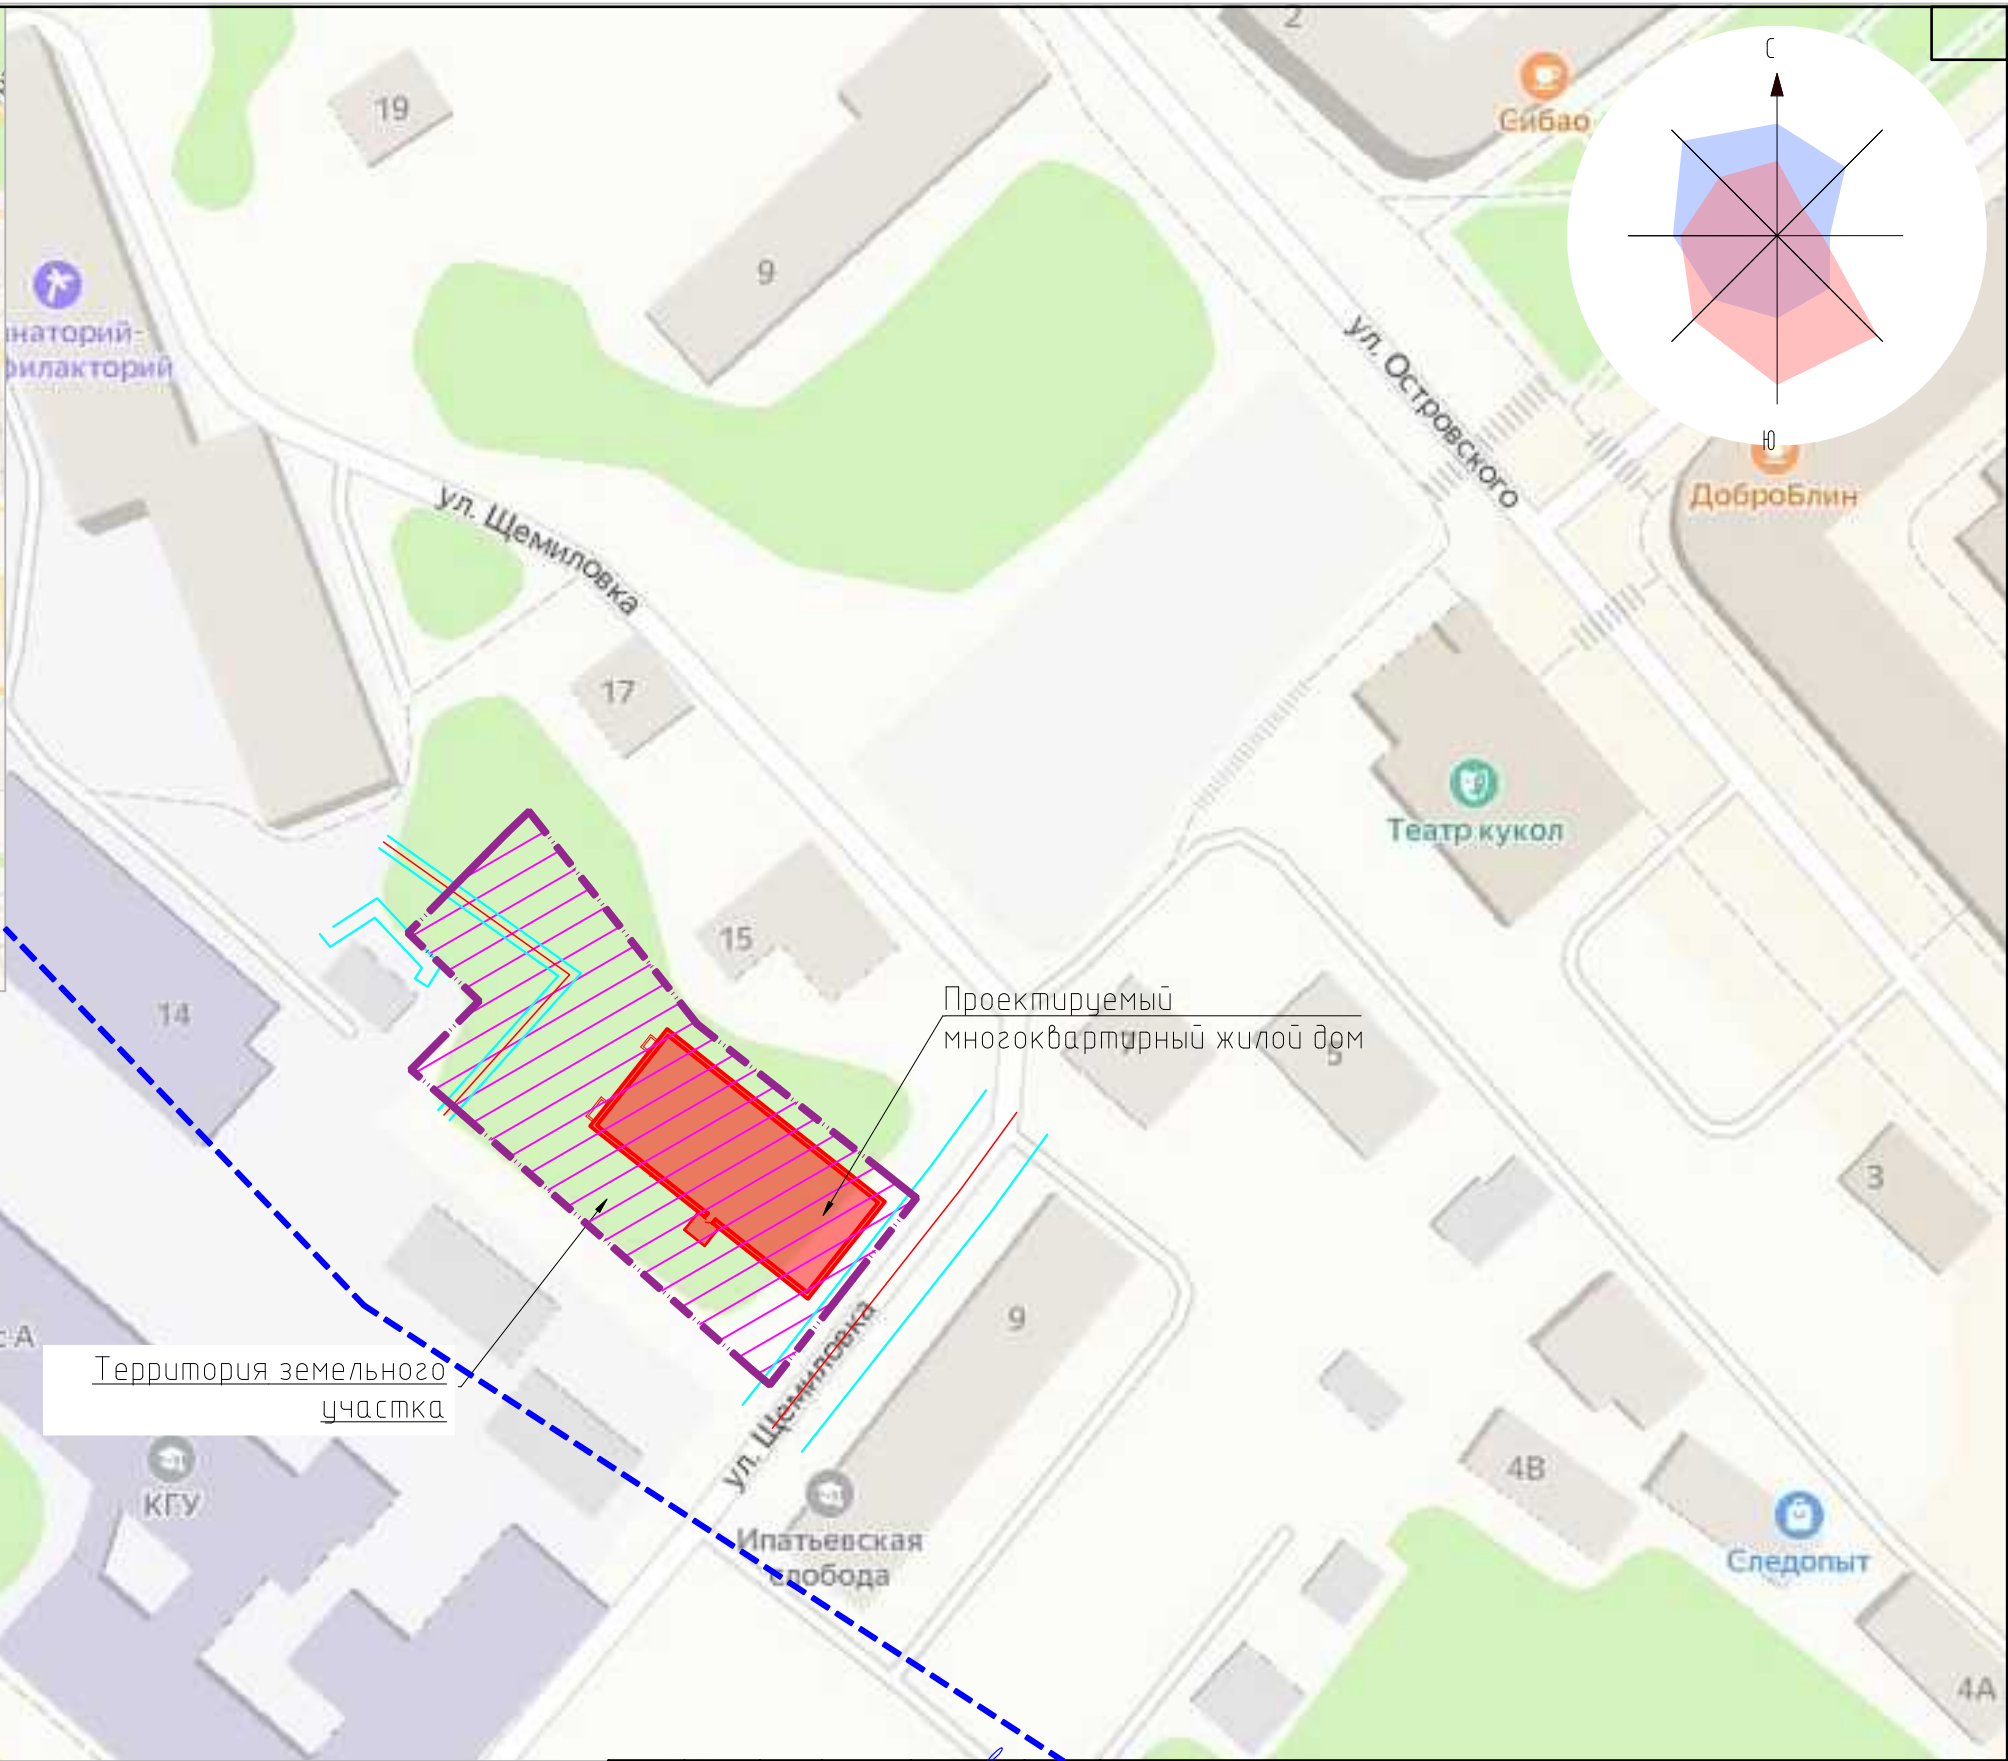 2
С
19
Сибао
9
наторий-
филакторий
ул. Островского
Ю
ДоброБлин
ул. Щемиловка
17
Театр кукол
15
14
Проектируемый
многоквартирный жилой дом
7
5
3
9
с А
Территория земельного
участка
ул. Щемиловка
КГУ
4В
Ипатьевская
слобода
Следопыт
4А